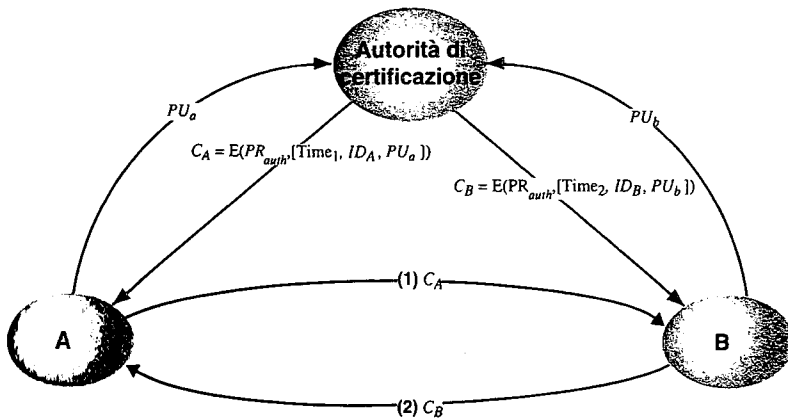 Autorità di
certificazione
PUa
PUb
CA = E(PRauth,[Time1, IDA, PUa])
CB = E(PRauth,[Time2, IDB, PUb])
(1) CA
A
B
(2) CB